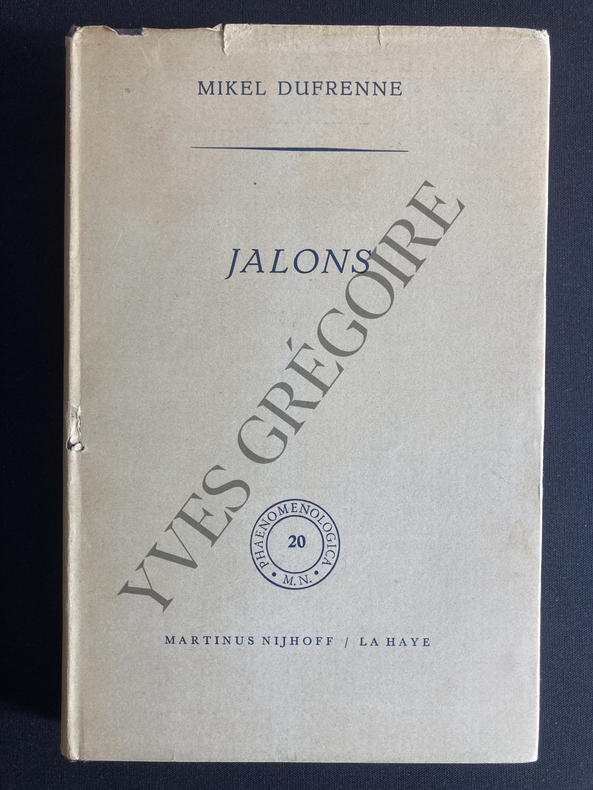 MIKEL DUFRENNE
JALONS
YVES GRÉGOIRE
PHAENOMENOLOGICA
20
• M.N. •
MARTINUS NIJHOFF / LA HAYE